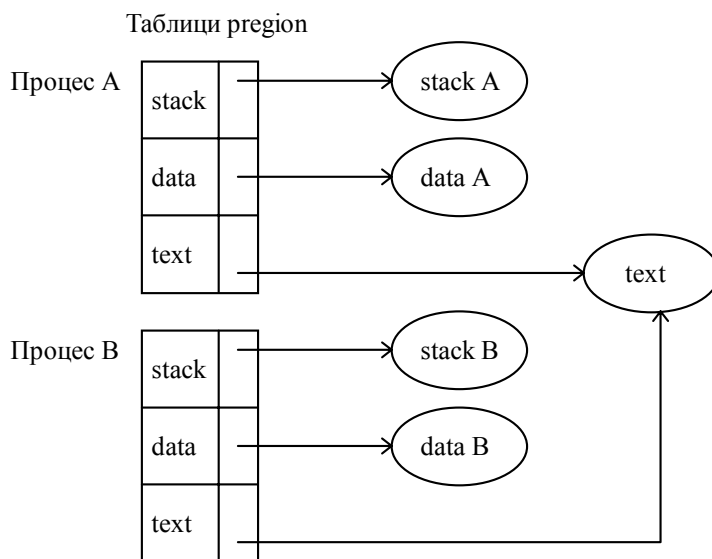 Таблици pregion
Процес A
stack
stack A
data
data A
text
text
Процес B
stack
stack B
data
data B
text